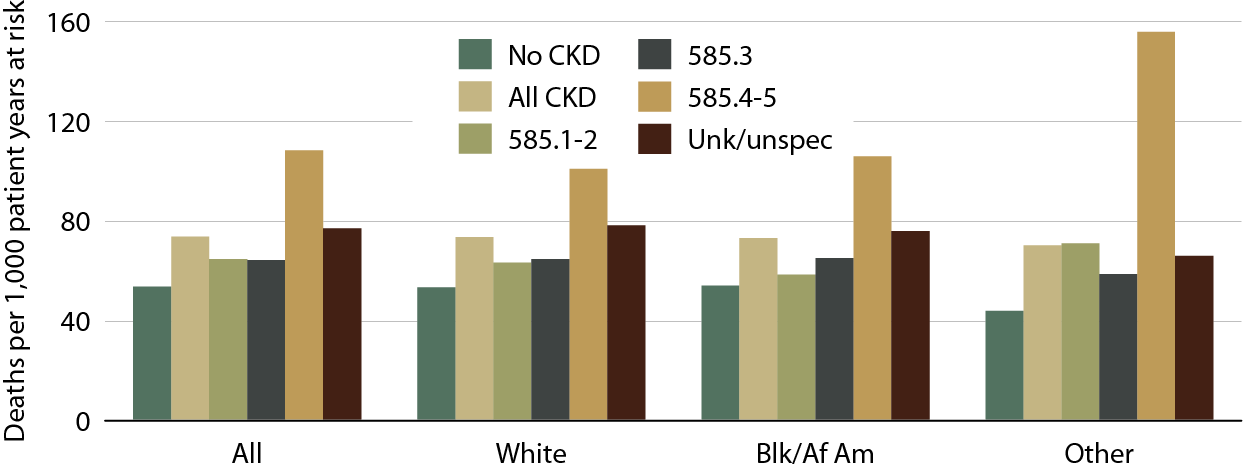 Deaths per 1,000 patient years at risk
160
120
80
40
0
No CKD
All CKD
585.1-2
585.3
585.4-5
Unk/unspec
All
White
Blk/Af Am
Other